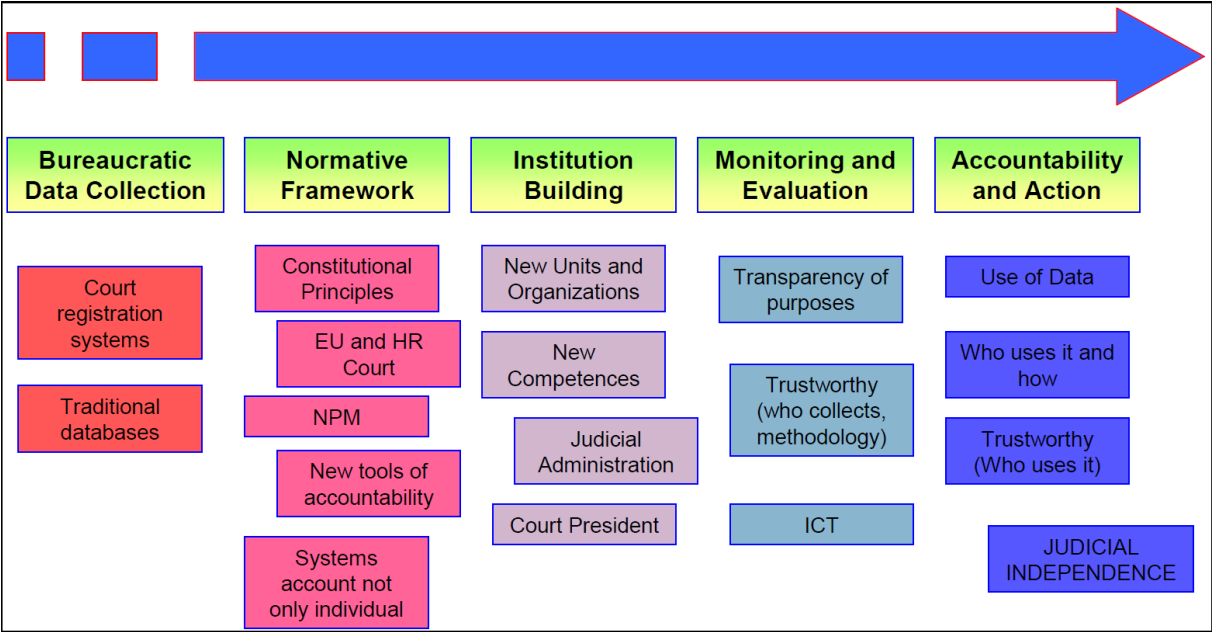 Bureaucratic
Data Collection
Normative
Framework
Institution
Building
Monitoring and
Evaluation
Accountability
and Action
Court
registration
systems
Traditional
databases
Constitutional
Principles
EU and HR
Court
NPM
New tools of
accountability
Systems
account not
only individual
New Units and
Organizations
New
Competences
Judicial
Administration
Court President
Transparency of
purposes
Trustworthy
(who collects,
methodology)
ICT
Use of Data
Who uses it and
how
Trustworthy
(Who uses it)
JUDICIAL
INDEPENDENCE